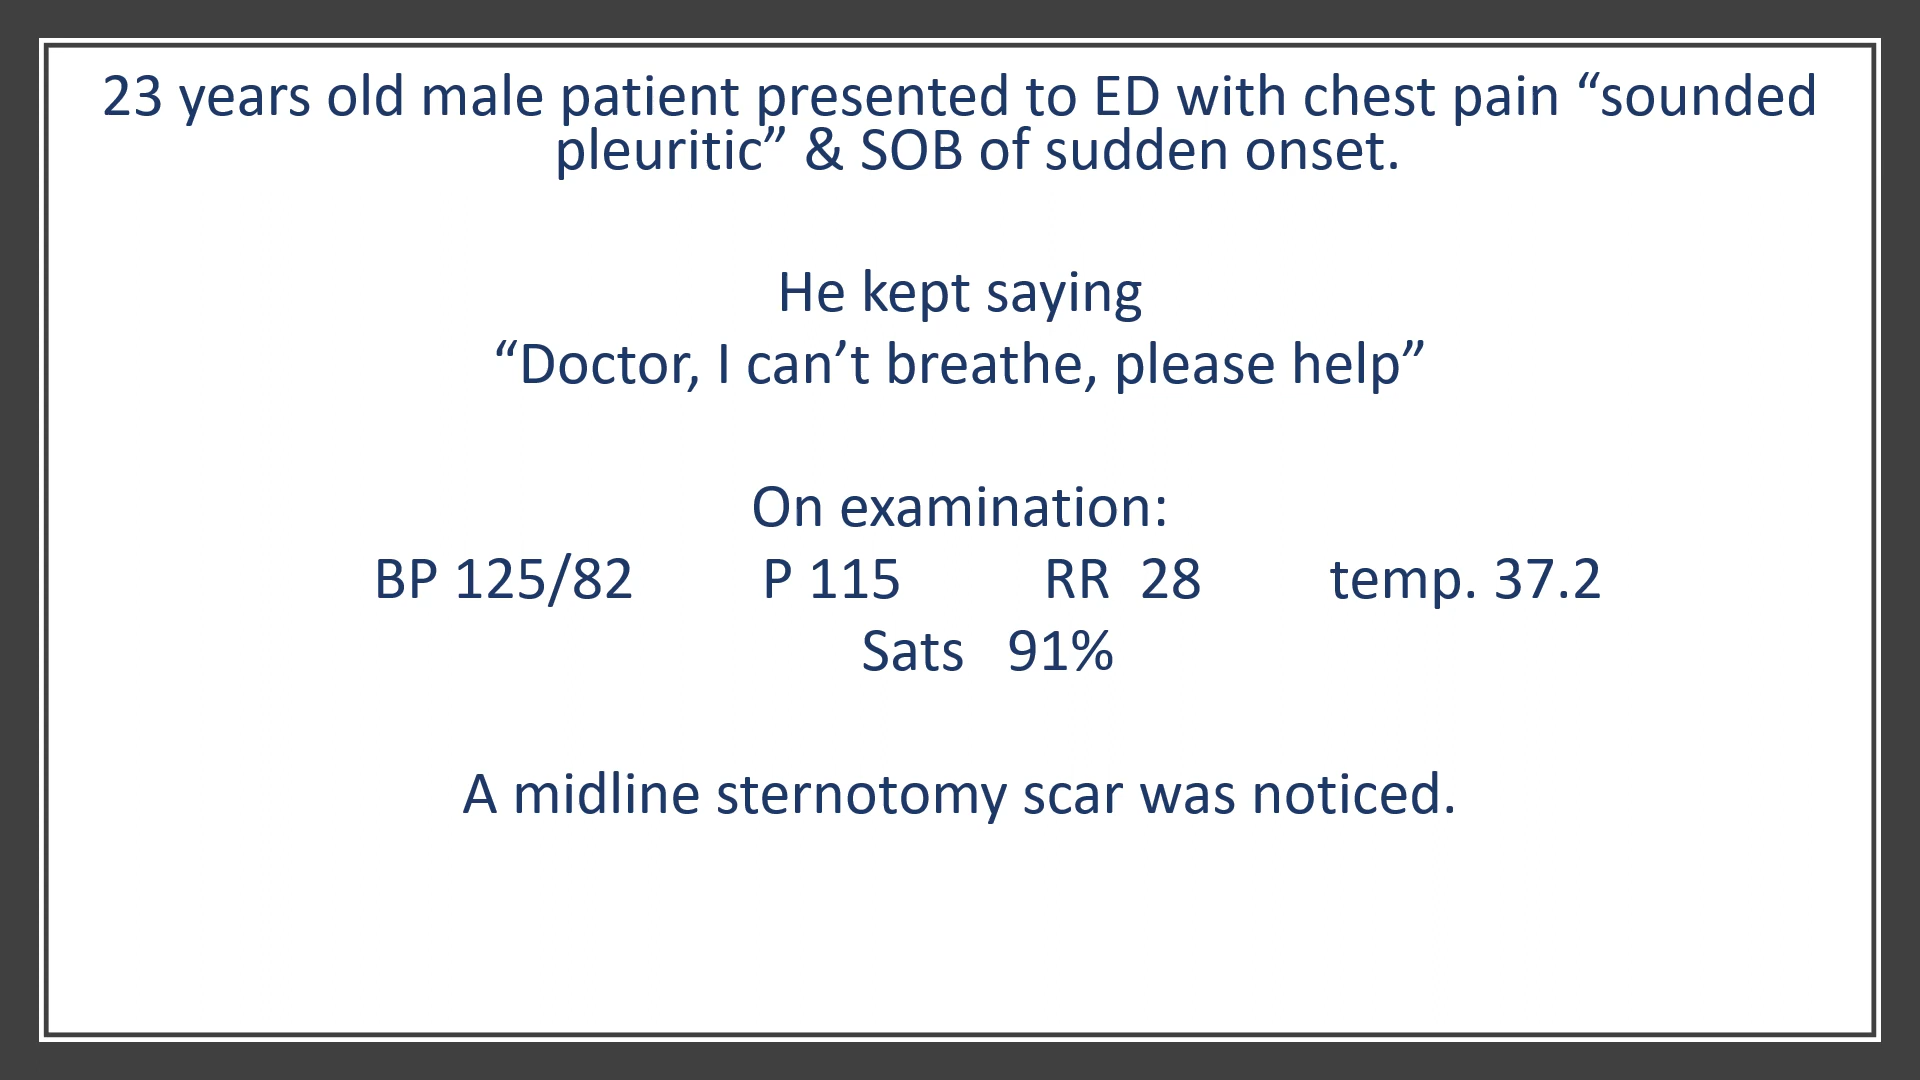 23 years old male patient presented to ED with chest pain “sounded
pleuritic” & SOB of sudden onset.
He kept saying
“Doctor, I can’t breathe, please help”
On examination:
BP 125/82 P 115 RR 28 temp. 37.2
Sats 91%
A midline sternotomy scar was noticed.